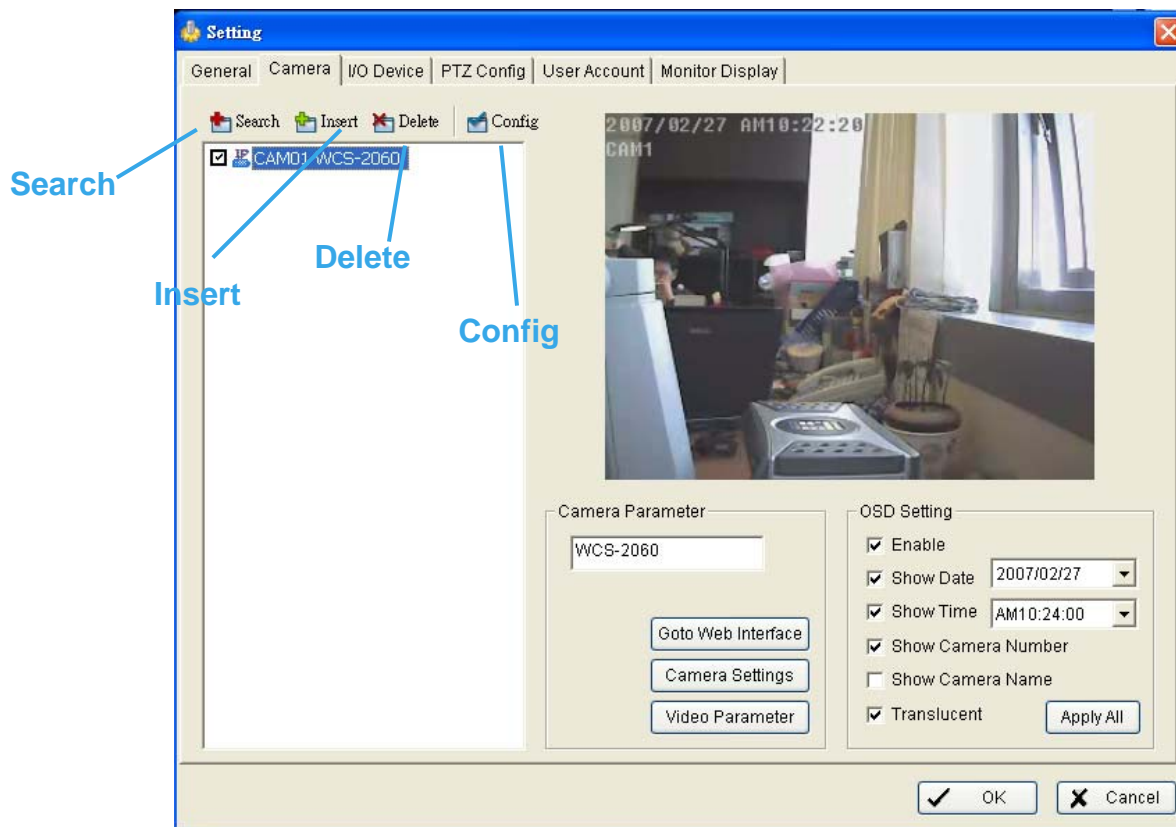 Setting
General Camera I/O Device PTZ Config User Account Monitor Display
Search Insert Delete Config
CAM01 WCS-2060
2007/02/27 AM10:22:20
CAM1
Search
Delete
Insert
Config
Camera Parameter
WCS-2060
Goto Web Interface
Camera Settings
Video Parameter
OSD Setting
Enable
Show Date 2007/02/27
Show Time AM10:24:00
Show Camera Number
Show Camera Name
Translucent Apply All
OK Cancel